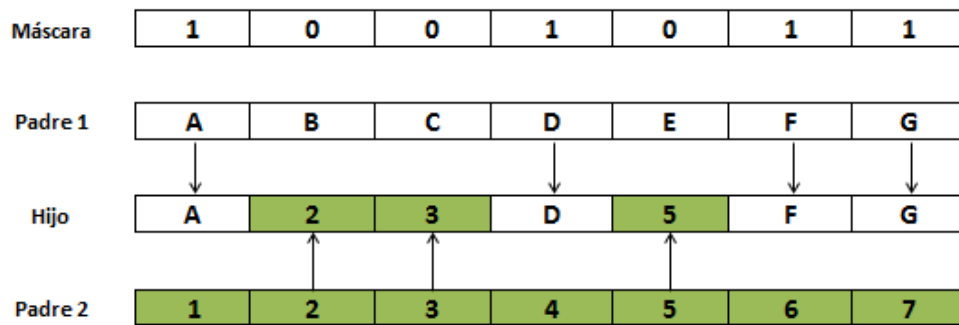 Máscara 1 0 0 1 0 1 1
Padre 1 A B C D E F G
Hijo A 2 3 D 5 F G
Padre 2 1 2 3 4 5 6 7